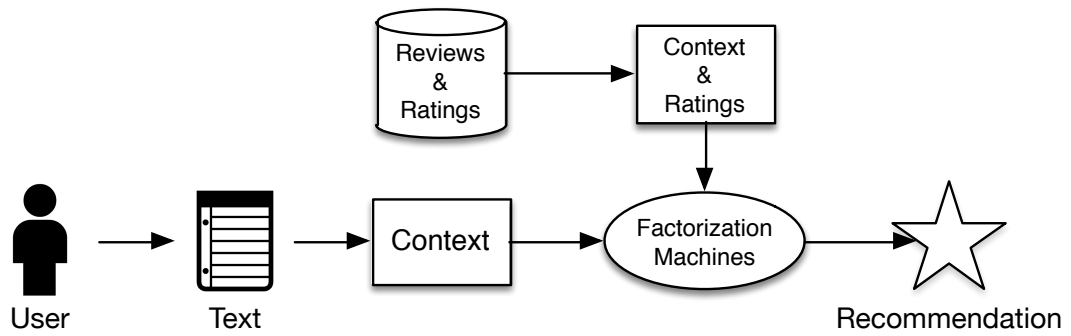 Reviews
&
Ratings
Context
&
Ratings
Context
Factorization
Machines
User
Text
Recommendation